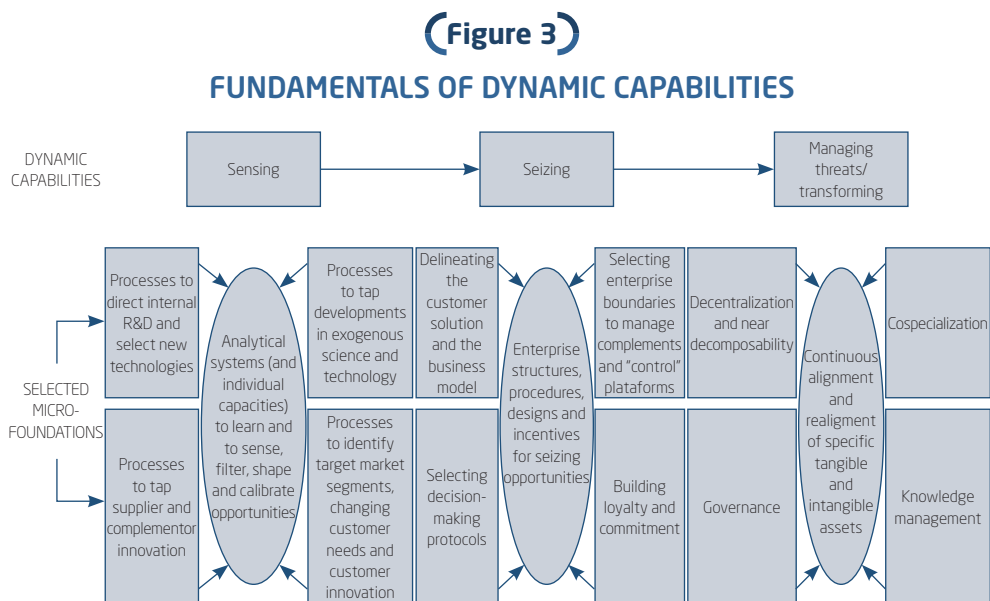 Figure 3
FUNDAMENTALS OF DYNAMIC CAPABILITIES
DYNAMIC
CAPABILITIES
Sensing
Seizing
Managing
threats/
transforming
SELECTED
MICRO-
FOUNDATIONS
Processes to
direct internal
R&D and
select new
technologies
Processes
to tap
supplier and
complementor
innovation
Analytical
systems (and
individual
capacities)
to learn and
to sense,
filter, shape
and calibrate
opportunities
Processes
to tap
developments
in exogenous
science and
technology
Processes
to identify
target market
segments,
changing
customer
needs and
customer
innovation
Delineating
the
customer
solution
and the
business
model
Selecting
decision-
making
protocols
Enterprise
structures,
procedures,
designs and
incentives
for seizing
opportunities
Selecting
enterprise
boundaries
to manage
complements
and "control"
plataforms
Building
loyalty and
commitment
Decentralization
and near
decomposability
Governance
Continuous
alignment
and
realigment
of specific
tangible
and
intangible
assets
Cospecialization
Knowledge
management